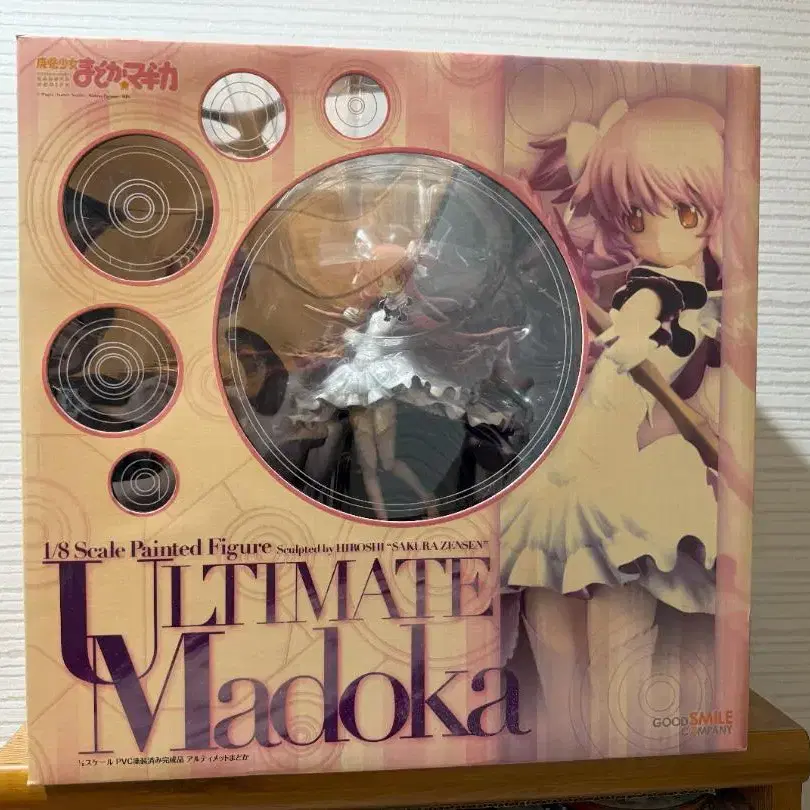 魔法少女
まどか☆マギカ
1/8 Scale Painted Figure Sculpted by HIROSHI "SAKURA ZENSEN"
ULTIMATE
Madoka
GOOD SMILE
COMPANY
1/8スケール PVC塗装済み完成品 アルティメットまどか